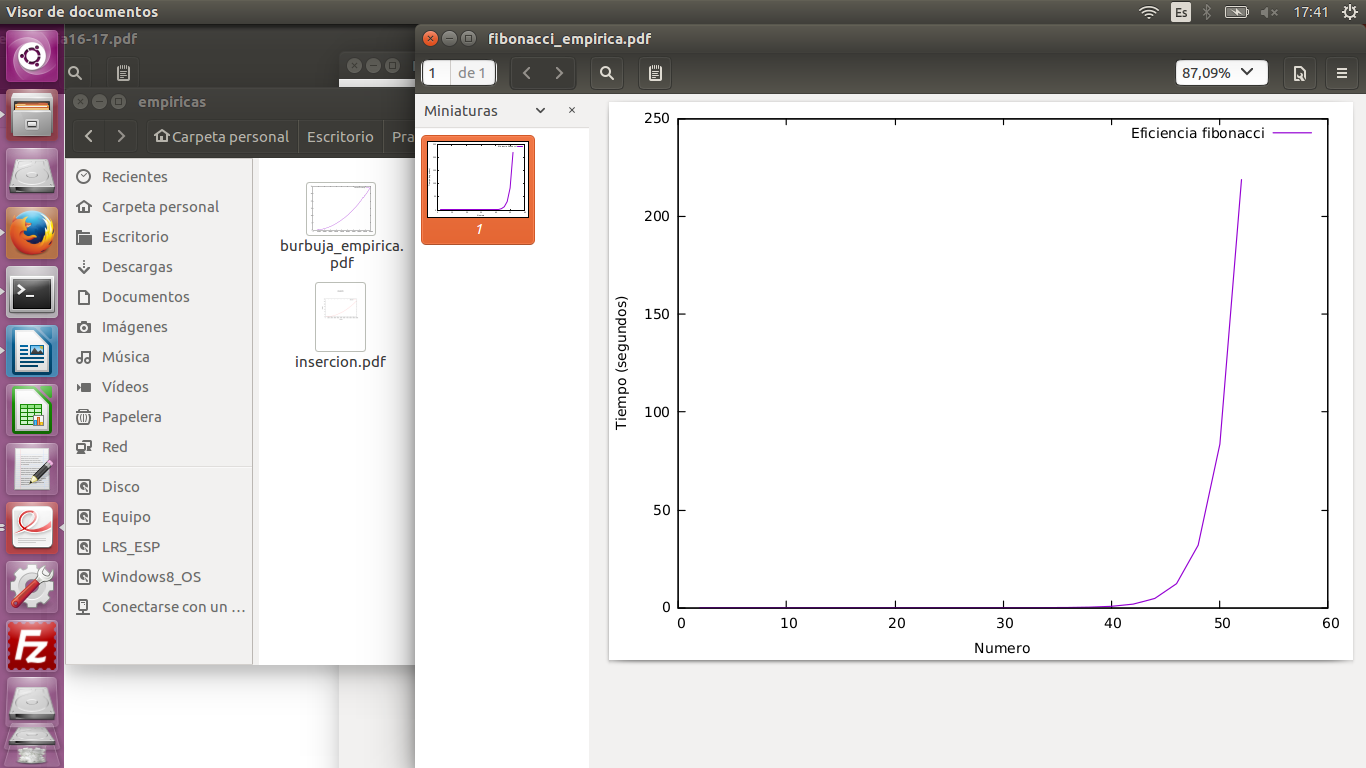 Visor de documentos
Es
17:41
a16-17.pdf
empiricas
Carpeta personal
Escritorio
Pra
Recientes
Carpeta personal
Escritorio
Descargas
Documentos
Imágenes
Música
Vídeos
Papelera
Red
Disco
Equipo
LRS_ESP
Windows8_OS
Conectarse con un …
burbuja_empirica.
pdf
insercion.pdf
fibonacci_empirica.pdf
1
de 1
87,09%
Miniaturas
1
Eficiencia fibonacci
250
200
150
100
50
0
Tiempo (segundos)
0
10
20
30
40
50
60
Numero